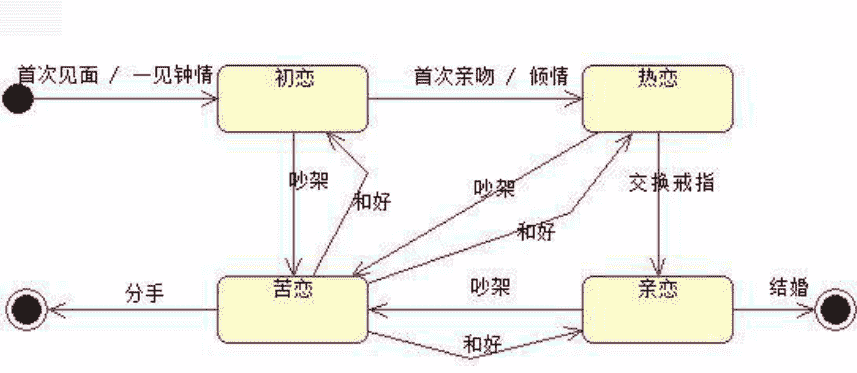 首次见面 / 一见钟情
初恋
首次亲吻 / 倾情
热恋
吵架
和好
吵架
和好
交换戒指
分手
苦恋
吵架
和好
亲恋
结婚